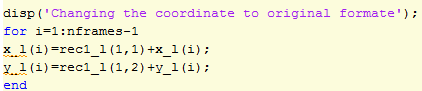 disp('Changing the coordinate to original formate');
for i=1:nframes-1
x_l(i)=rec1_l(1,1)+x_l(i);
y_l(i)=rec1_l(1,2)+y_l(i);
end